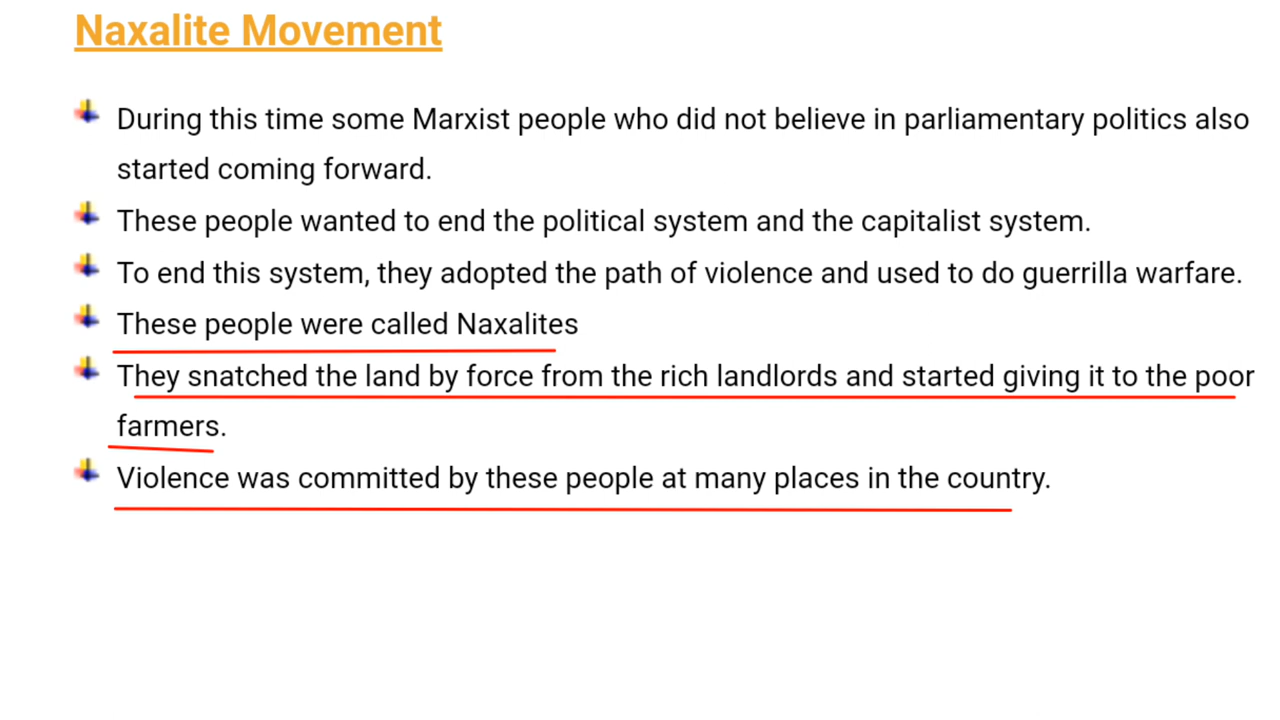 Naxalite Movement
During this time some Marxist people who did not believe in parliamentary politics also
started coming forward.
These people wanted to end the political system and the capitalist system.
To end this system, they adopted the path of violence and used to do guerrilla warfare.
These people were called Naxalites
They snatched the land by force from the rich landlords and started giving it to the poor
farmers.
Violence was committed by these people at many places in the country.